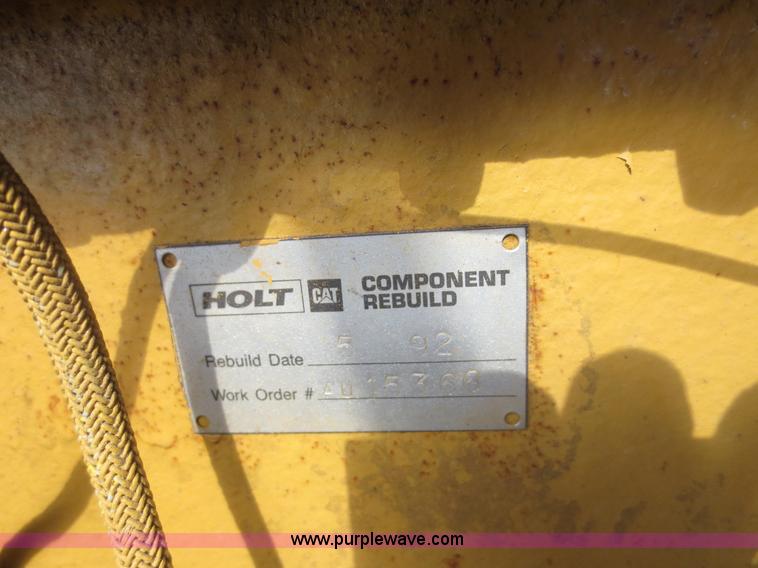 HOLT CAT COMPONENT REBUILD
Rebuild Date 5 92
Work Order #
www.purplewave.com